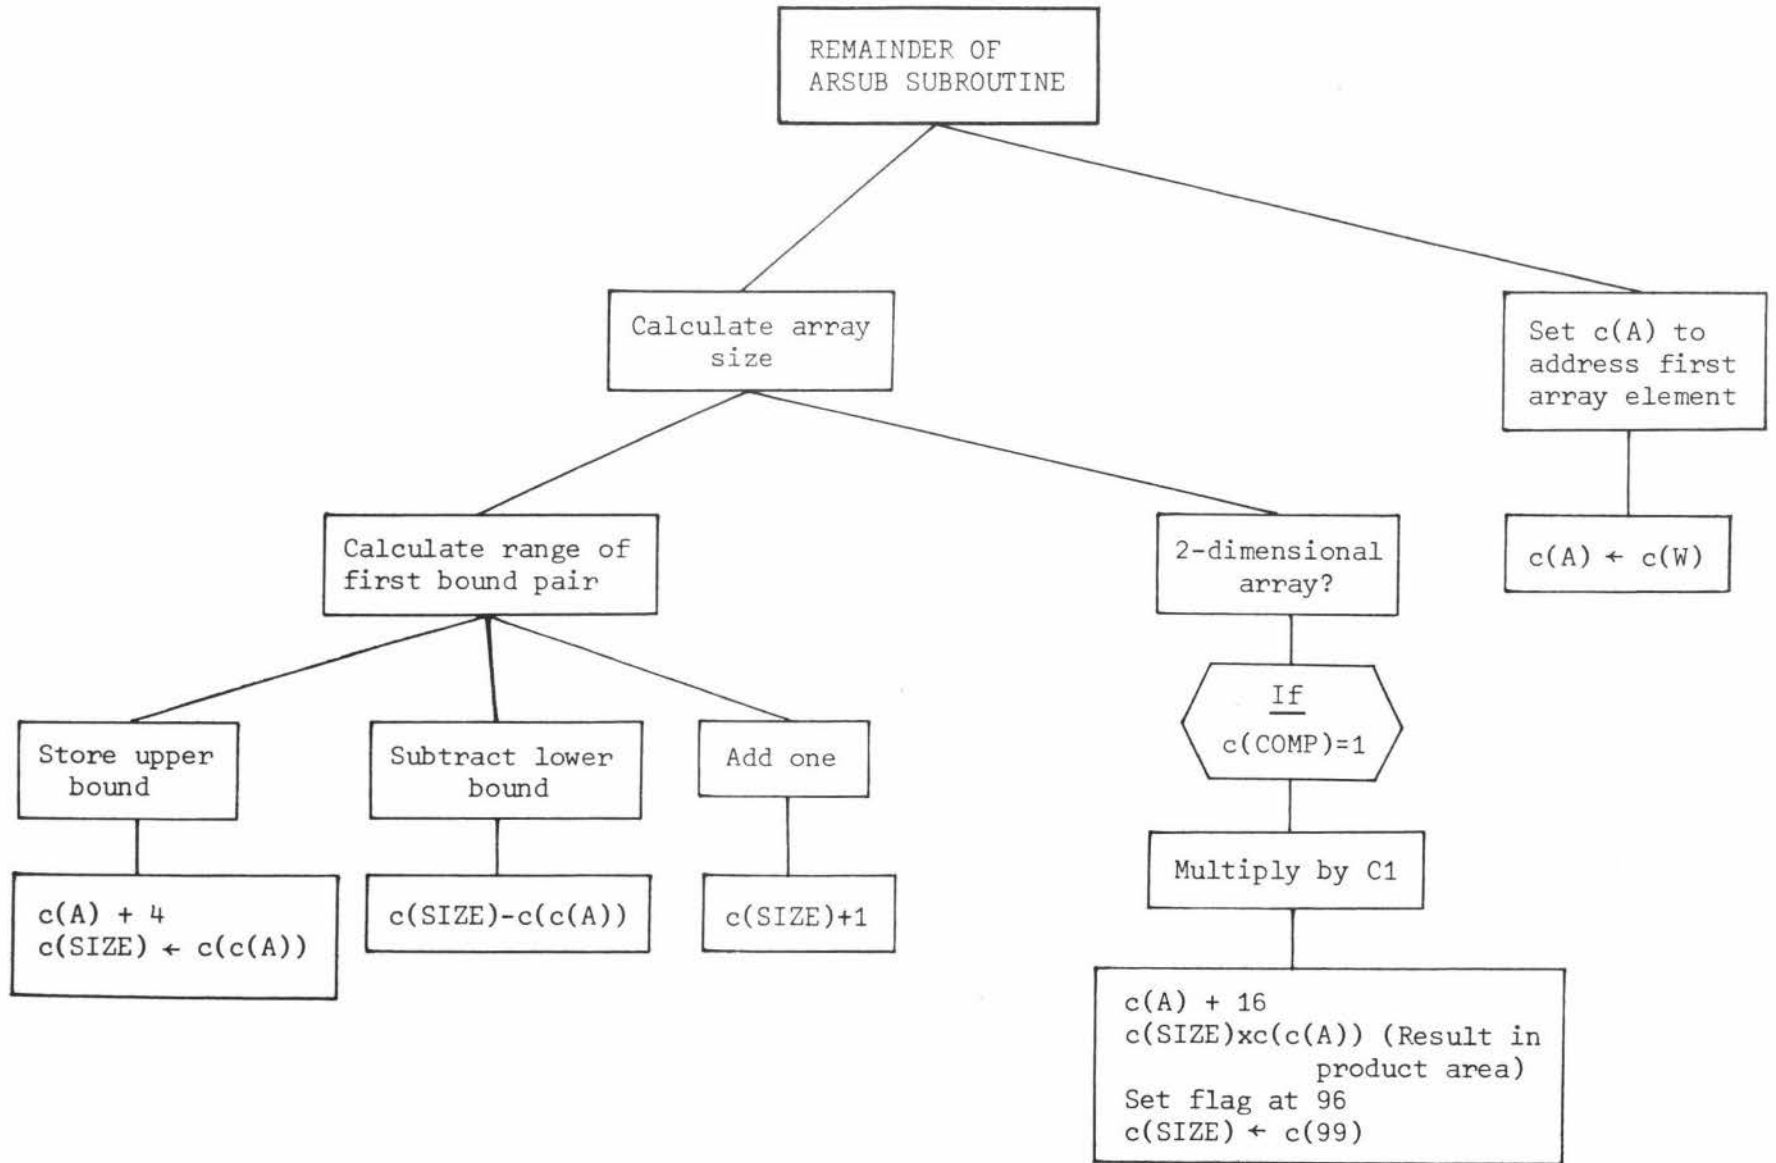 REMAINDER OF
ARSUB SUBROUTINE
Calculate array
size
Set c(A) to
address first
array element
Calculate range of
first bound pair
2-dimensional
array?
c(A) ← c(W)
If
c(COMP)=1
Store upper
bound
Subtract lower
bound
Add one
Multiply by C1
c(A) + 4
c(SIZE) ← c(c(A))
c(SIZE)-c(c(A))
c(SIZE)+1
c(A) + 16
c(SIZE)xc(c(A)) (Result in
product area)
Set flag at 96
c(SIZE) ← c(99)